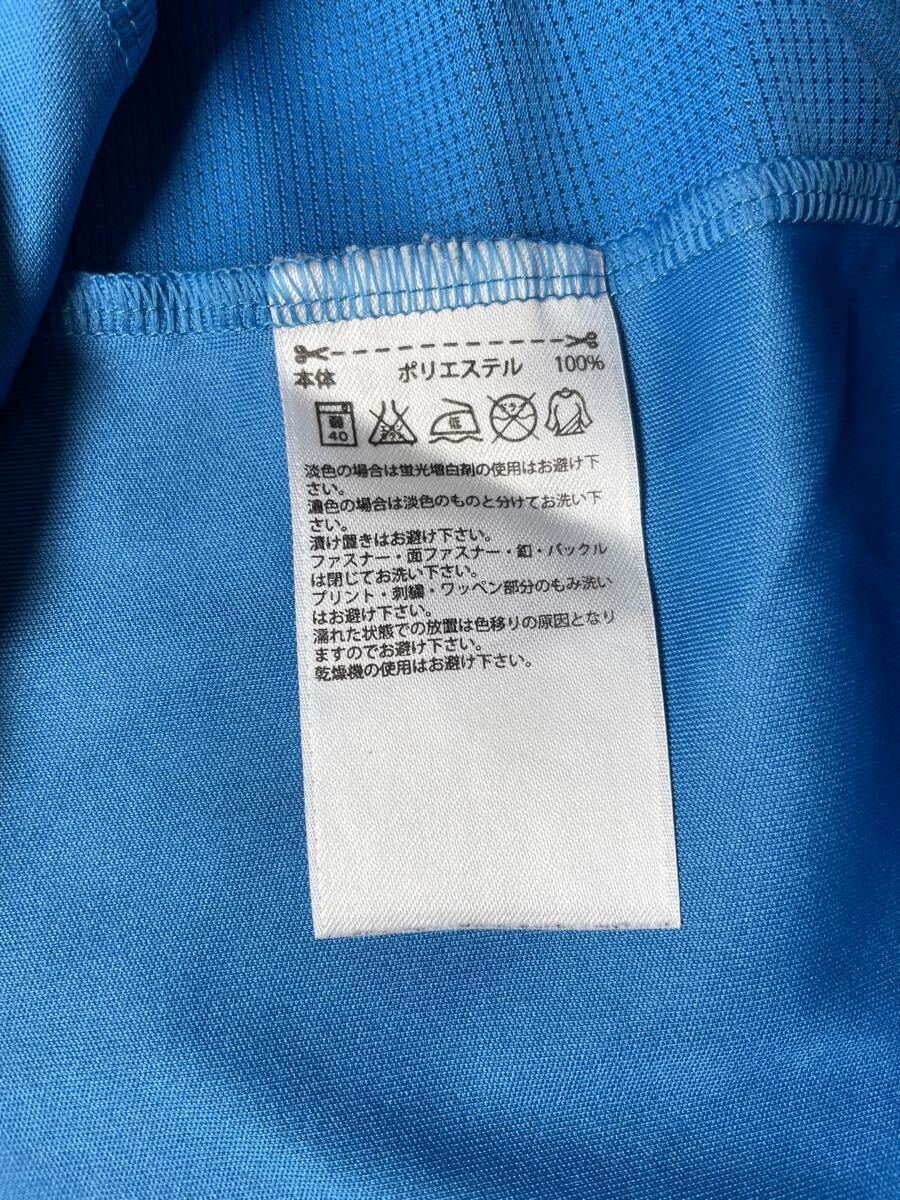 本体 ポリエステル 100%
弱 40 エンソ 低 ドライ
淡色の場合は蛍光増白剤の使用はお避け下
さい。
濃色の場合は淡色のものと分けてお洗い下
さい。
漬け置きはお避け下さい。
ファスナー・面ファスナー・釦・バックル
は閉じてお洗い下さい。
プリント・刺繍・ワッペン部分のもみ洗い
はお避け下さい。
濡れた状態での放置は色移りの原因となり
ますのでお避け下さい。
乾燥機の使用はお避け下さい。